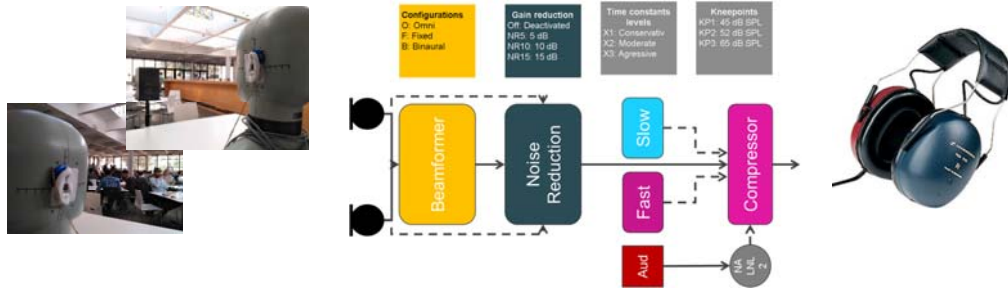 Configurations
O: Omni
F: Fixed
B: Binaural
Gain reduction
Off: Deactivated
NR5: 5 dB
NR10: 10 dB
NR15: 15 dB
Time constants
levels
X1: Conservativ
X2: Moderate
X3: Agressive
Kneepoints
KP1: 45 dB SPL
KP2: 52 dB SPL
KP3: 65 dB SPL
Beamformer
Noise
Reduction
Slow
Fast
Compressor
Aud
NA
LNL
2